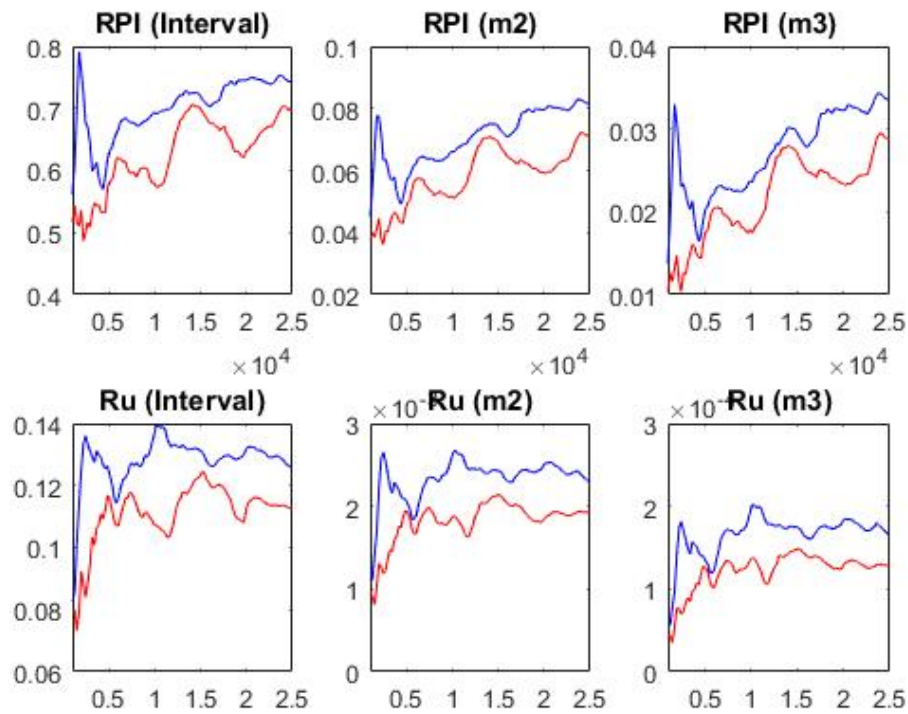 RPI (Interval) RPI (m2) RPI (m3)
0.8 0.1 0.04
0.7 0.08
0.03
0.6 0.06
0.02
0.5 0.04
0.4 0.02 0.01
0.5 1 1.5 2 2.5 0.5 1 1.5 2 2.5 0.5 1 1.5 2 2.5
×10⁴ ×10⁴ ×10⁴
Ru (Interval) ×10⁻ Ru (m2) ×10⁻ Ru (m3)
0.14 3 3
0.12
2 2
0.1
1 1
0.08
0.06 0 0
0.5 1 1.5 2 2.5 0.5 1 1.5 2 2.5 0.5 1 1.5 2 2.5